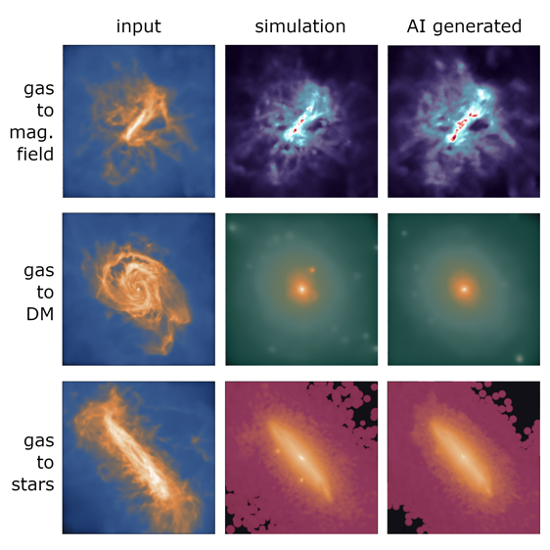 input
simulation
AI generated
gas
to
mag.
field
gas
to
DM
gas
to
stars